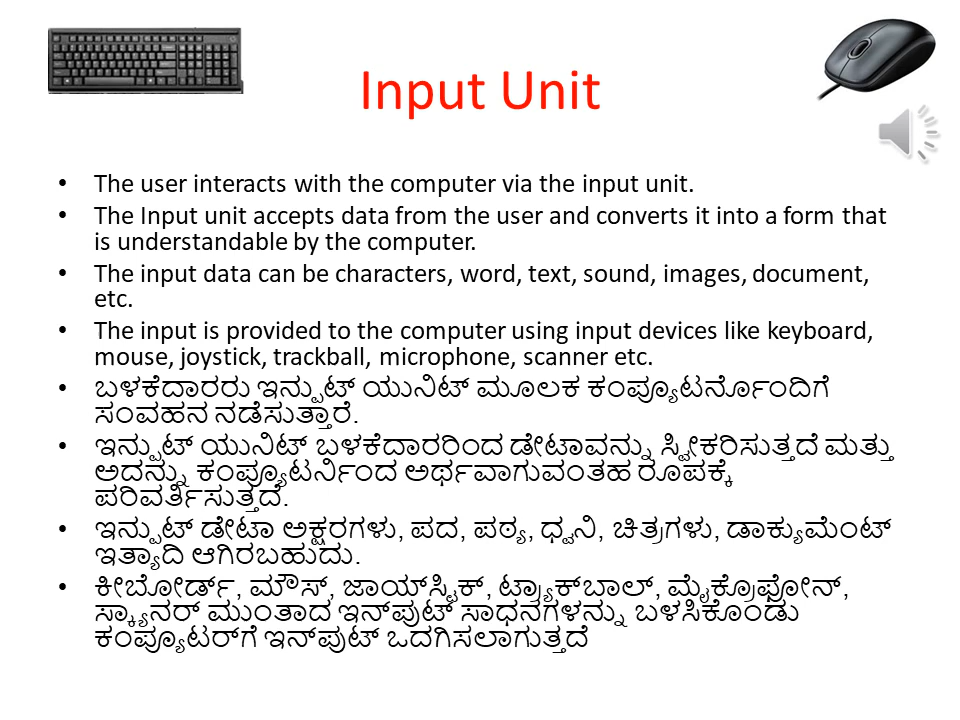 Input Unit
• The user interacts with the computer via the input unit.
• The Input unit accepts data from the user and converts it into a form that
is understandable by the computer.
• The input data can be characters, word, text, sound, images, document,
etc.
• The input is provided to the computer using input devices like keyboard,
mouse, joystick, trackball, microphone, scanner etc.
• ಬಳಕೆದಾರರು ಇನ್ಪುಟ್ ಯುನಿಟ್ ಮೂಲಕ ಕಂಪ್ಯೂಟರ್ನೊಂದಿಗೆ
ಸಂವಹನ ನಡೆಸುತ್ತಾರೆ.
• ಇನ್ಪುಟ್ ಯುನಿಟ್ ಬಳಕೆದಾರರಿಂದ ಡೇಟಾವನ್ನು ಸ್ವೀಕರಿಸುತ್ತದೆ ಮತ್ತು
ಅದನ್ನು ಕಂಪ್ಯೂಟರ್ನಿಂದ ಅರ್ಥವಾಗುವಂತಹ ರೂಪಕ್ಕೆ
ಪರಿವರ್ತಿಸುತ್ತದೆ.
• ಇನ್ಪುಟ್ ಡೇಟಾ ಅಕ್ಷರಗಳು, ಪದ, ಪಠ್ಯ, ಧ್ವನಿ, ಚಿತ್ರಗಳು, ಡಾಕ್ಯುಮೆಂಟ್
ಇತ್ಯಾದಿ ಆಗಿರಬಹುದು.
• ಕೀಬೋರ್ಡ್, ಮೌಸ್, ಜಾಯ್‌ಸ್ಟಿಕ್, ಟ್ರ್ಯಾಕ್‌ಬಾಲ್, ಮೈಕ್ರೊಫೋನ್,
ಸ್ಕ್ಯಾನರ್ ಮುಂತಾದ ಇನ್‌ಪುಟ್ ಸಾಧನಗಳನ್ನು ಬಳಸಿಕೊಂಡು
ಕಂಪ್ಯೂಟರ್‌ಗೆ ಇನ್‌ಪುಟ್ ಒದಗಿಸಲಾಗುತ್ತದೆ